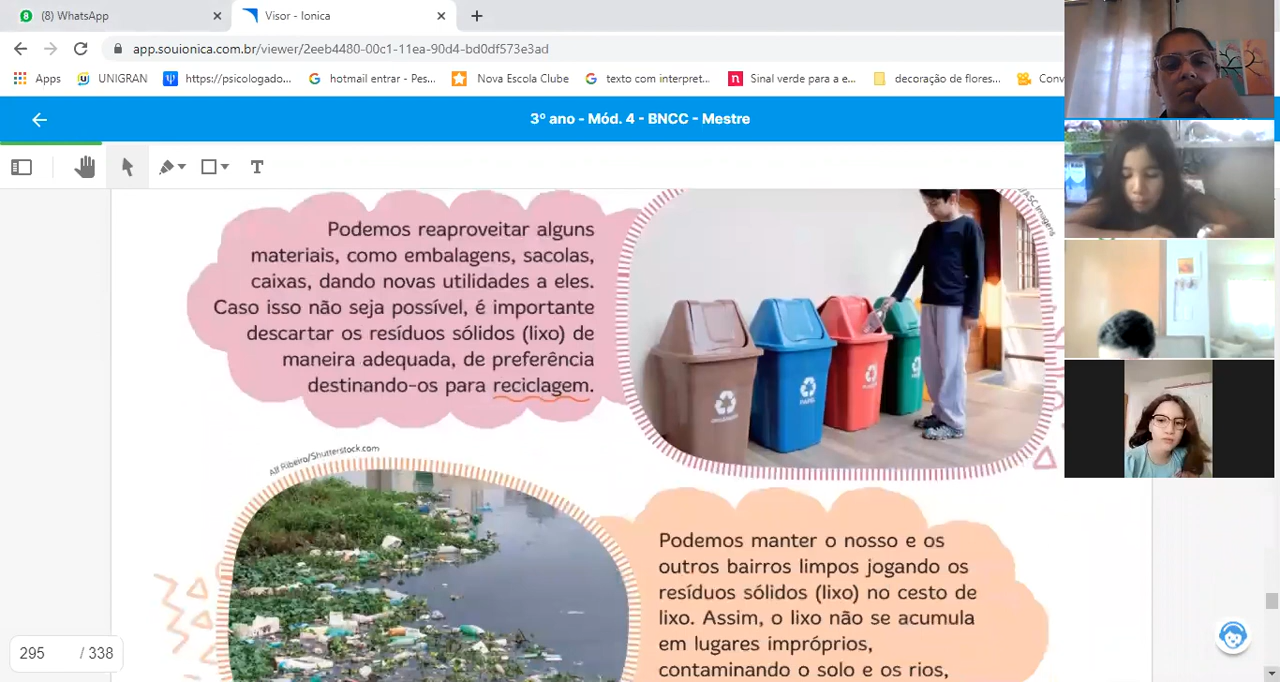 (8) WhatsApp
Visor - Ionica
app.souionica.com.br/viewer/2eeb4480-00c1-11ea-90d4-bd0df573e3ad
Apps UNIGRAN https://psicologado... hotmail entrar - Pes... Nova Escola Clube texto com interpret... Sinal verde para a e... decoração de flores... Conv
3º ano - Mód. 4 - BNCC - Mestre
T
Podemos reaproveitar alguns
materiais, como embalagens, sacolas,
caixas, dando novas utilidades a eles.
Caso isso não seja possível, é importante
descartar os resíduos sólidos (lixo) de
maneira adequada, de preferência
destinando-os para reciclagem.
/ASC Imagens
PAPEL
Alf Ribeiro/Shutterstock.com
Podemos manter o nosso e os
outros bairros limpos jogando os
resíduos sólidos (lixo) no cesto de
lixo. Assim, o lixo não se acumula
em lugares impróprios,
contaminando o solo e os rios,
295 / 338